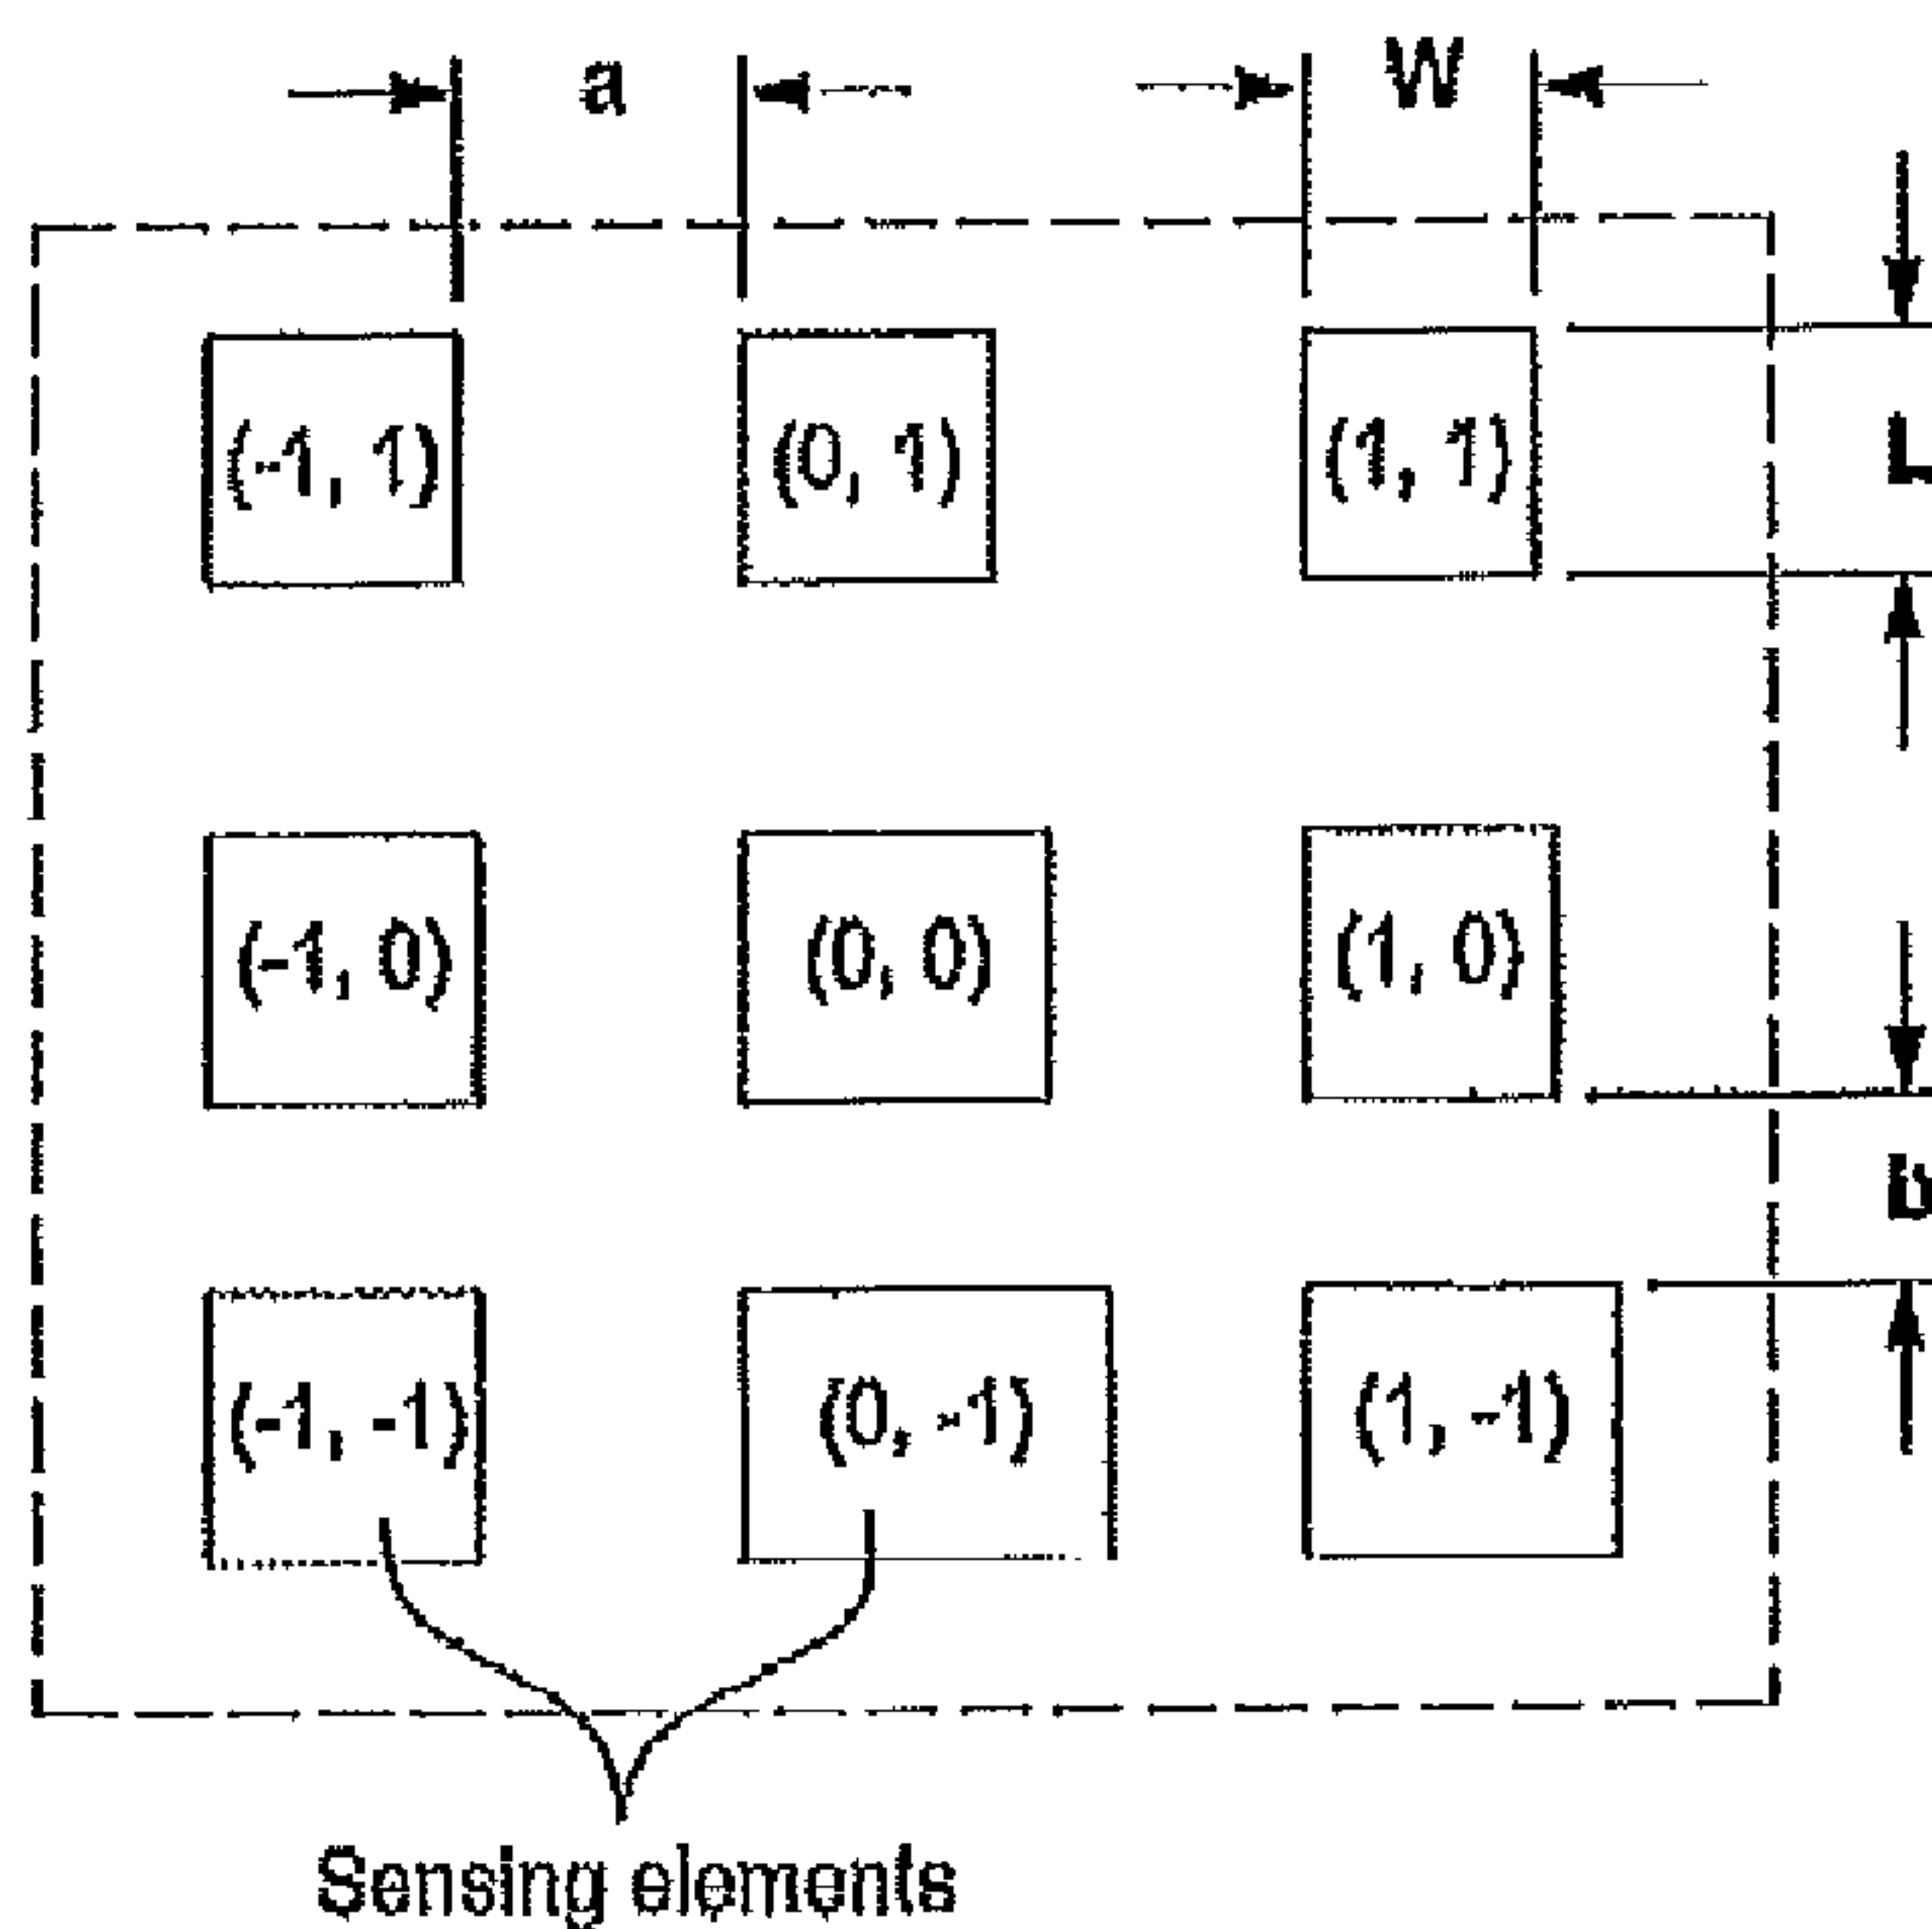 a W
(-1, 1) (0, 1) (1, 1) L
(-1, 0) (0, 0) (1, 0)
b
(-1, -1) (0, -1) (1, -1)
Sensing elements